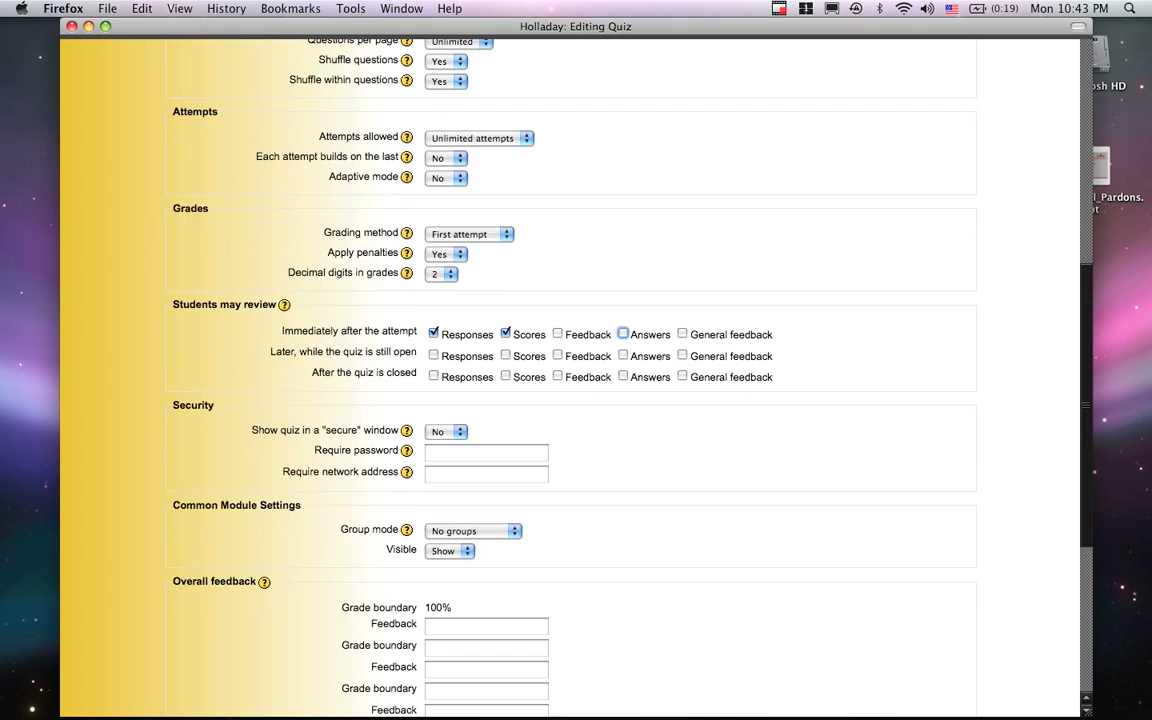 Firefox File Edit View History Bookmarks Tools Window Help (0:19) Mon 10:43 PM
Holladay: Editing Quiz
Questions per page ? Unlimited
Shuffle questions ? Yes
Shuffle within questions ? Yes
Attempts
Attempts allowed ? Unlimited attempts
Each attempt builds on the last ? No
Adaptive mode ? No
Grades
Grading method ? First attempt
Apply penalties ? Yes
Decimal digits in grades ? 2
Students may review ?
Immediately after the attempt Responses Scores Feedback Answers General feedback
Later, while the quiz is still open Responses Scores Feedback Answers General feedback
After the quiz is closed Responses Scores Feedback Answers General feedback
Security
Show quiz in a "secure" window ? No
Require password ?
Require network address ?
Common Module Settings
Group mode ? No groups
Visible Show
Overall feedback ?
Grade boundary 100%
Feedback
Grade boundary
Feedback
Grade boundary
Feedback
osh HD
l_Pardons.